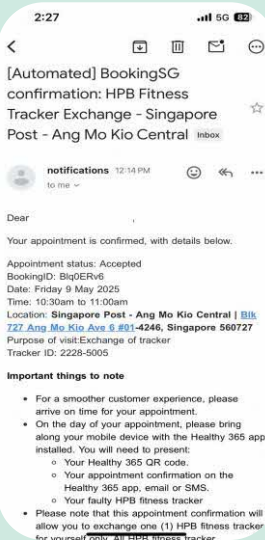 2:27
5G 82
[Automated] BookingSG
confirmation: HPB Fitness
Tracker Exchange - Singapore
Post - Ang Mo Kio Central Inbox
notifications 12:14 PM
to me
Dear ,
Your appointment is confirmed, with details below.
Appointment status: Accepted
BookingID: Blq0ERv6
Date: Friday 9 May 2025
Time: 10:30am to 11:00am
Location: Singapore Post - Ang Mo Kio Central | Blk
727 Ang Mo Kio Ave 6 #01-4246, Singapore 560727
Purpose of visit:Exchange of tracker
Tracker ID: 2228-5005
Important things to note
• For a smoother customer experience, please
arrive on time for your appointment.
• On the day of your appointment, please bring
along your mobile device with the Healthy 365 app
installed. You will need to present:
○ Your Healthy 365 QR code.
○ Your appointment confirmation on the
Healthy 365 app, email or SMS.
○ Your faulty HPB fitness tracker
• Please note that this appointment confirmation will
allow you to exchange one (1) HPB fitness tracker
for yourself only. All HPB fitness tracker